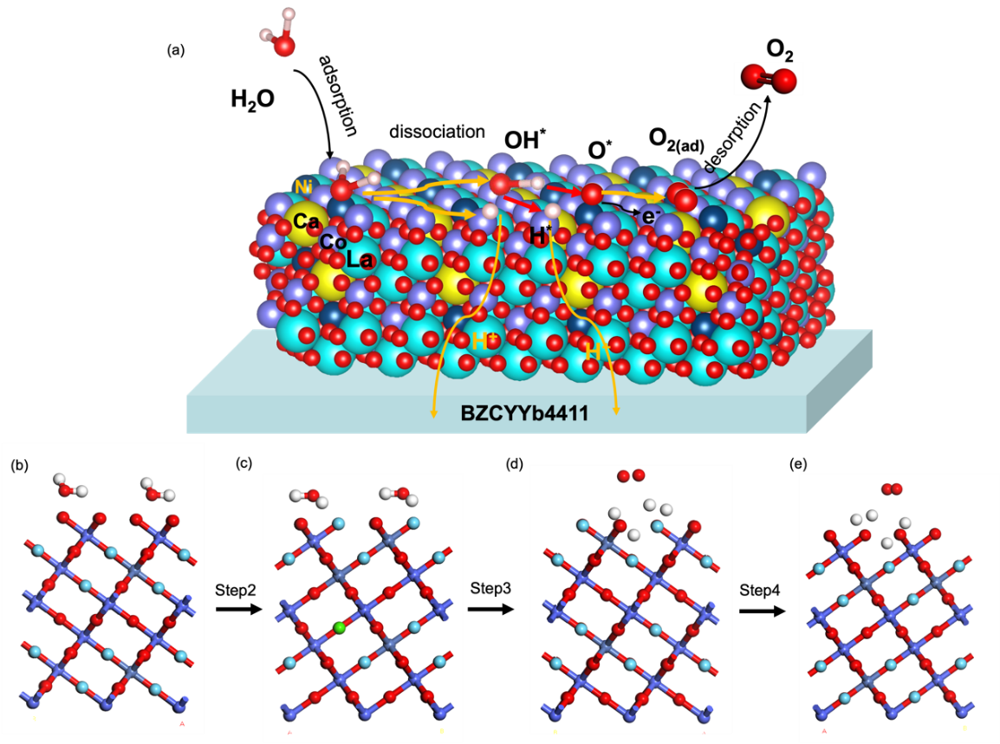 (a)
H2O
adsorption
dissociation
OH*
O*
O2(ad)
desorption
O2
Ni
Ca
Co
La
H*
e-
H+
H+
BZCYYb4411
(b)
(c)
(d)
(e)
Step2
Step3
Step4
A
B
A